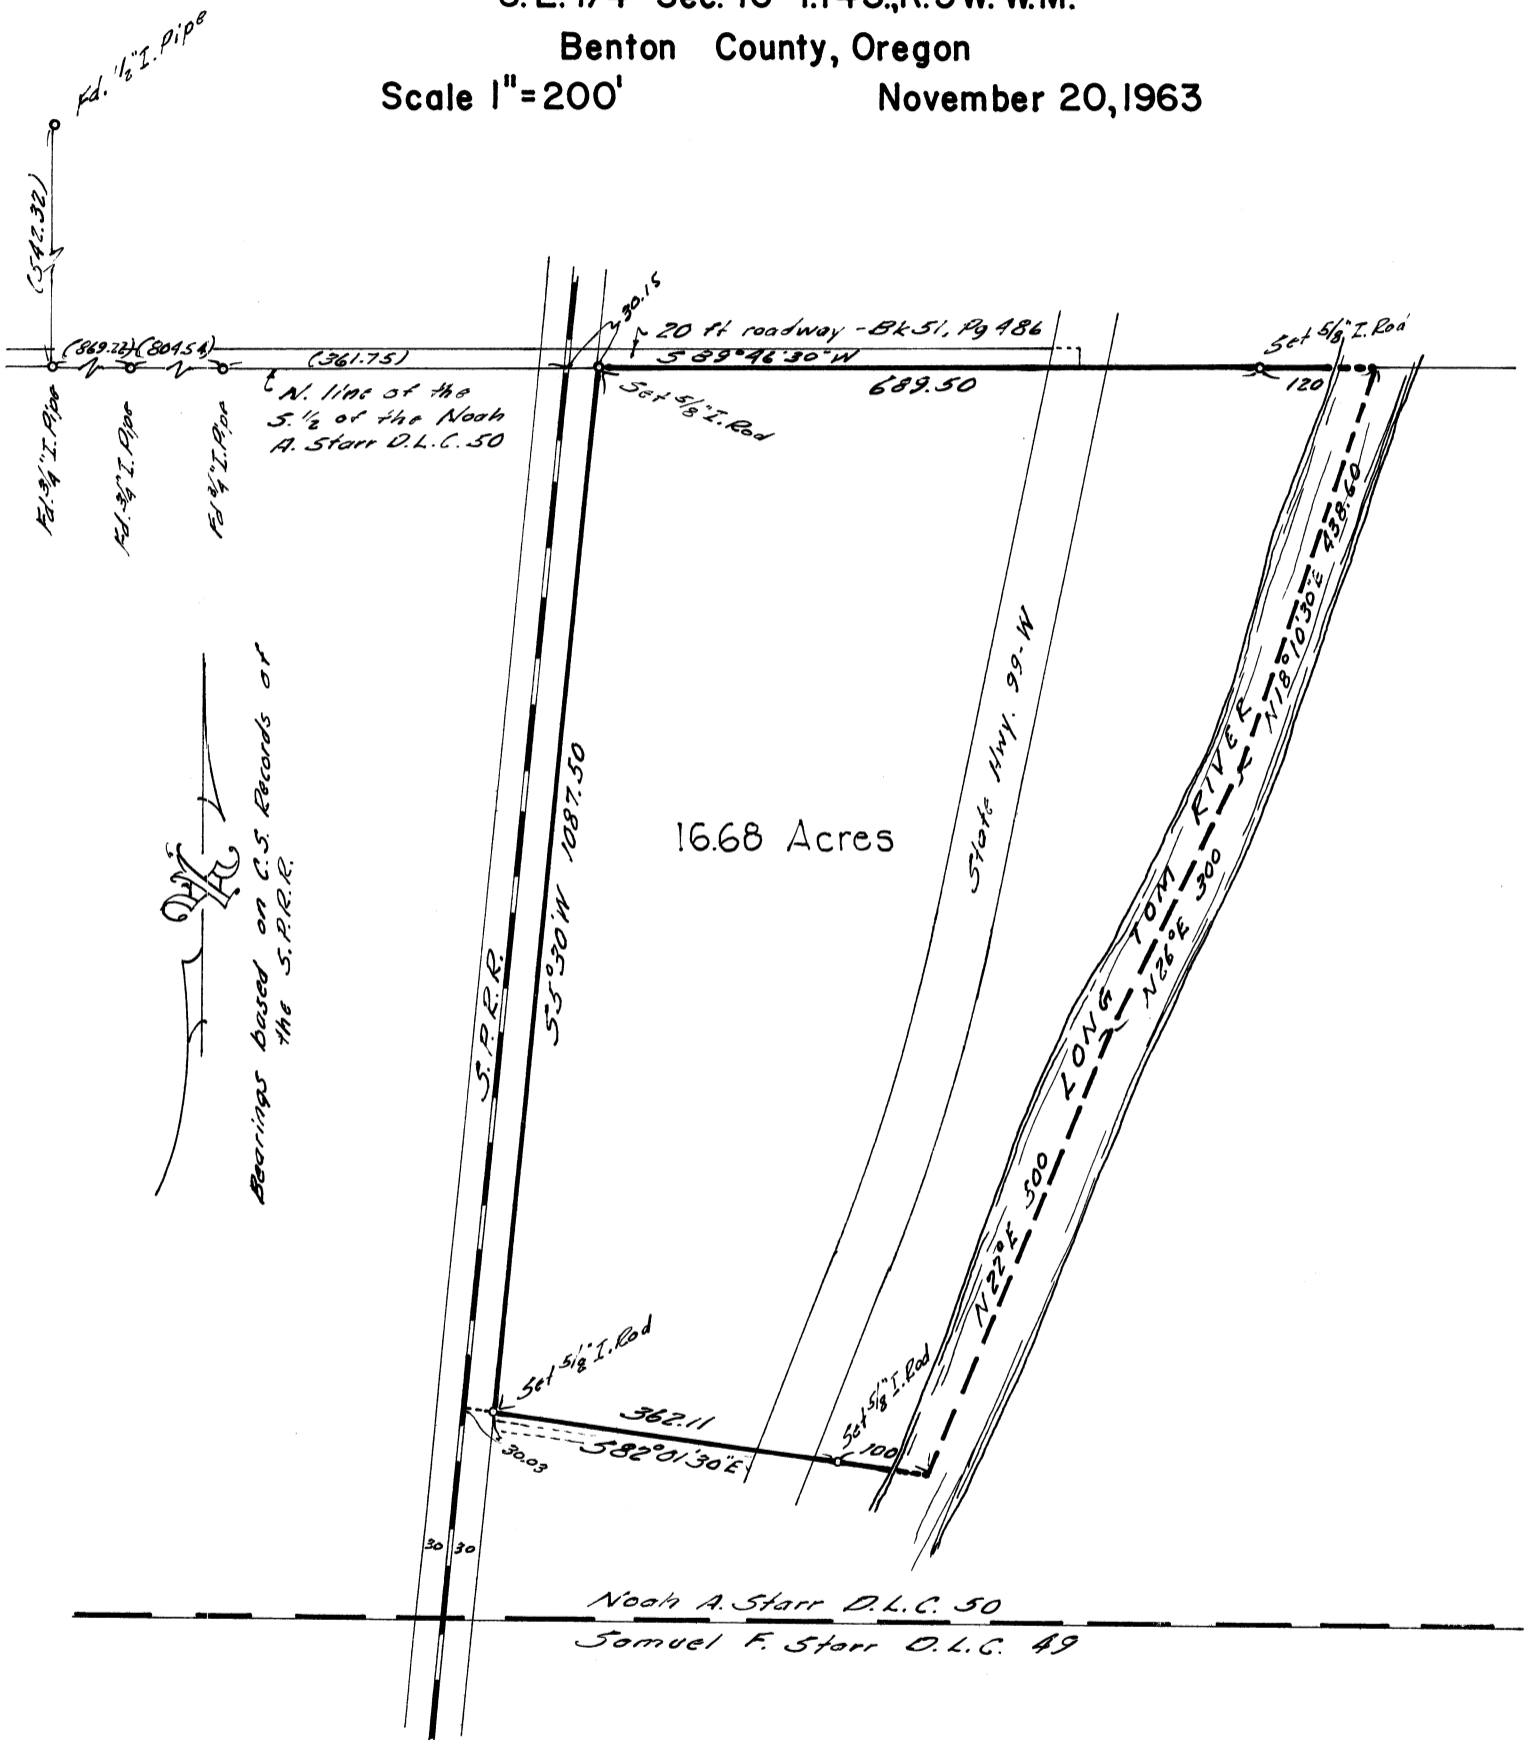 Benton County, Oregon
Scale 1"=200'
November 20, 1963
Fd. 1/2" I. Pipe
(542.32)
30.15
20 ft roadway - Bk 51, Pg 486
S 89°46'30" W
689.50
Set 5/8" I. Rod
120
(869.22)
(804.54)
(361.75)
N. line of the
S. 1/2 of the Noah
A. Starr D.L.C. 50
Set 5/8" I. Rod
Fd. 3/4" I. Pipe
Fd. 3/4" I. Pipe
Fd 3/4" I. Pipe
N18°10'30"E 438.60
State Hwy. 99-W
LONG TOM RIVER
Bearings based on C.S. Records of
the S.P.R.R.
S.P.R.R.
S 5°30' W 1087.50
16.68 Acres
N 26° E 300
N 22° E 500
Set 5/8" I. Rod
362.11
S 82°01'30" E
Set 5/8" I. Rod
100
30.03
30
30
Noah A. Starr D.L.C. 50
Samuel F. Starr D.L.C. 49